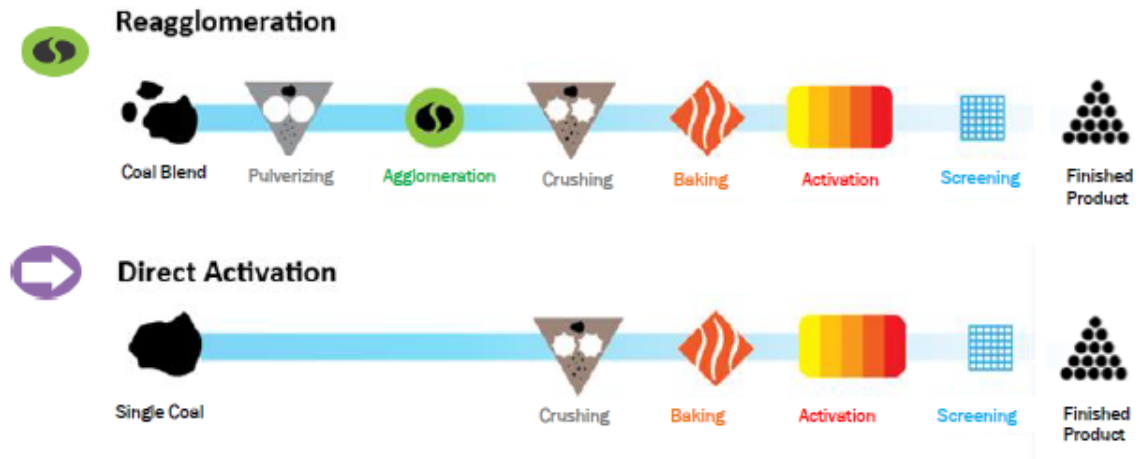 Reagglomeration
Coal Blend
Pulverizing
Agglomeration
Crushing
Baking
Activation
Screening
Finished
Product
Direct Activation
Single Coal
Crushing
Baking
Activation
Screening
Finished
Product